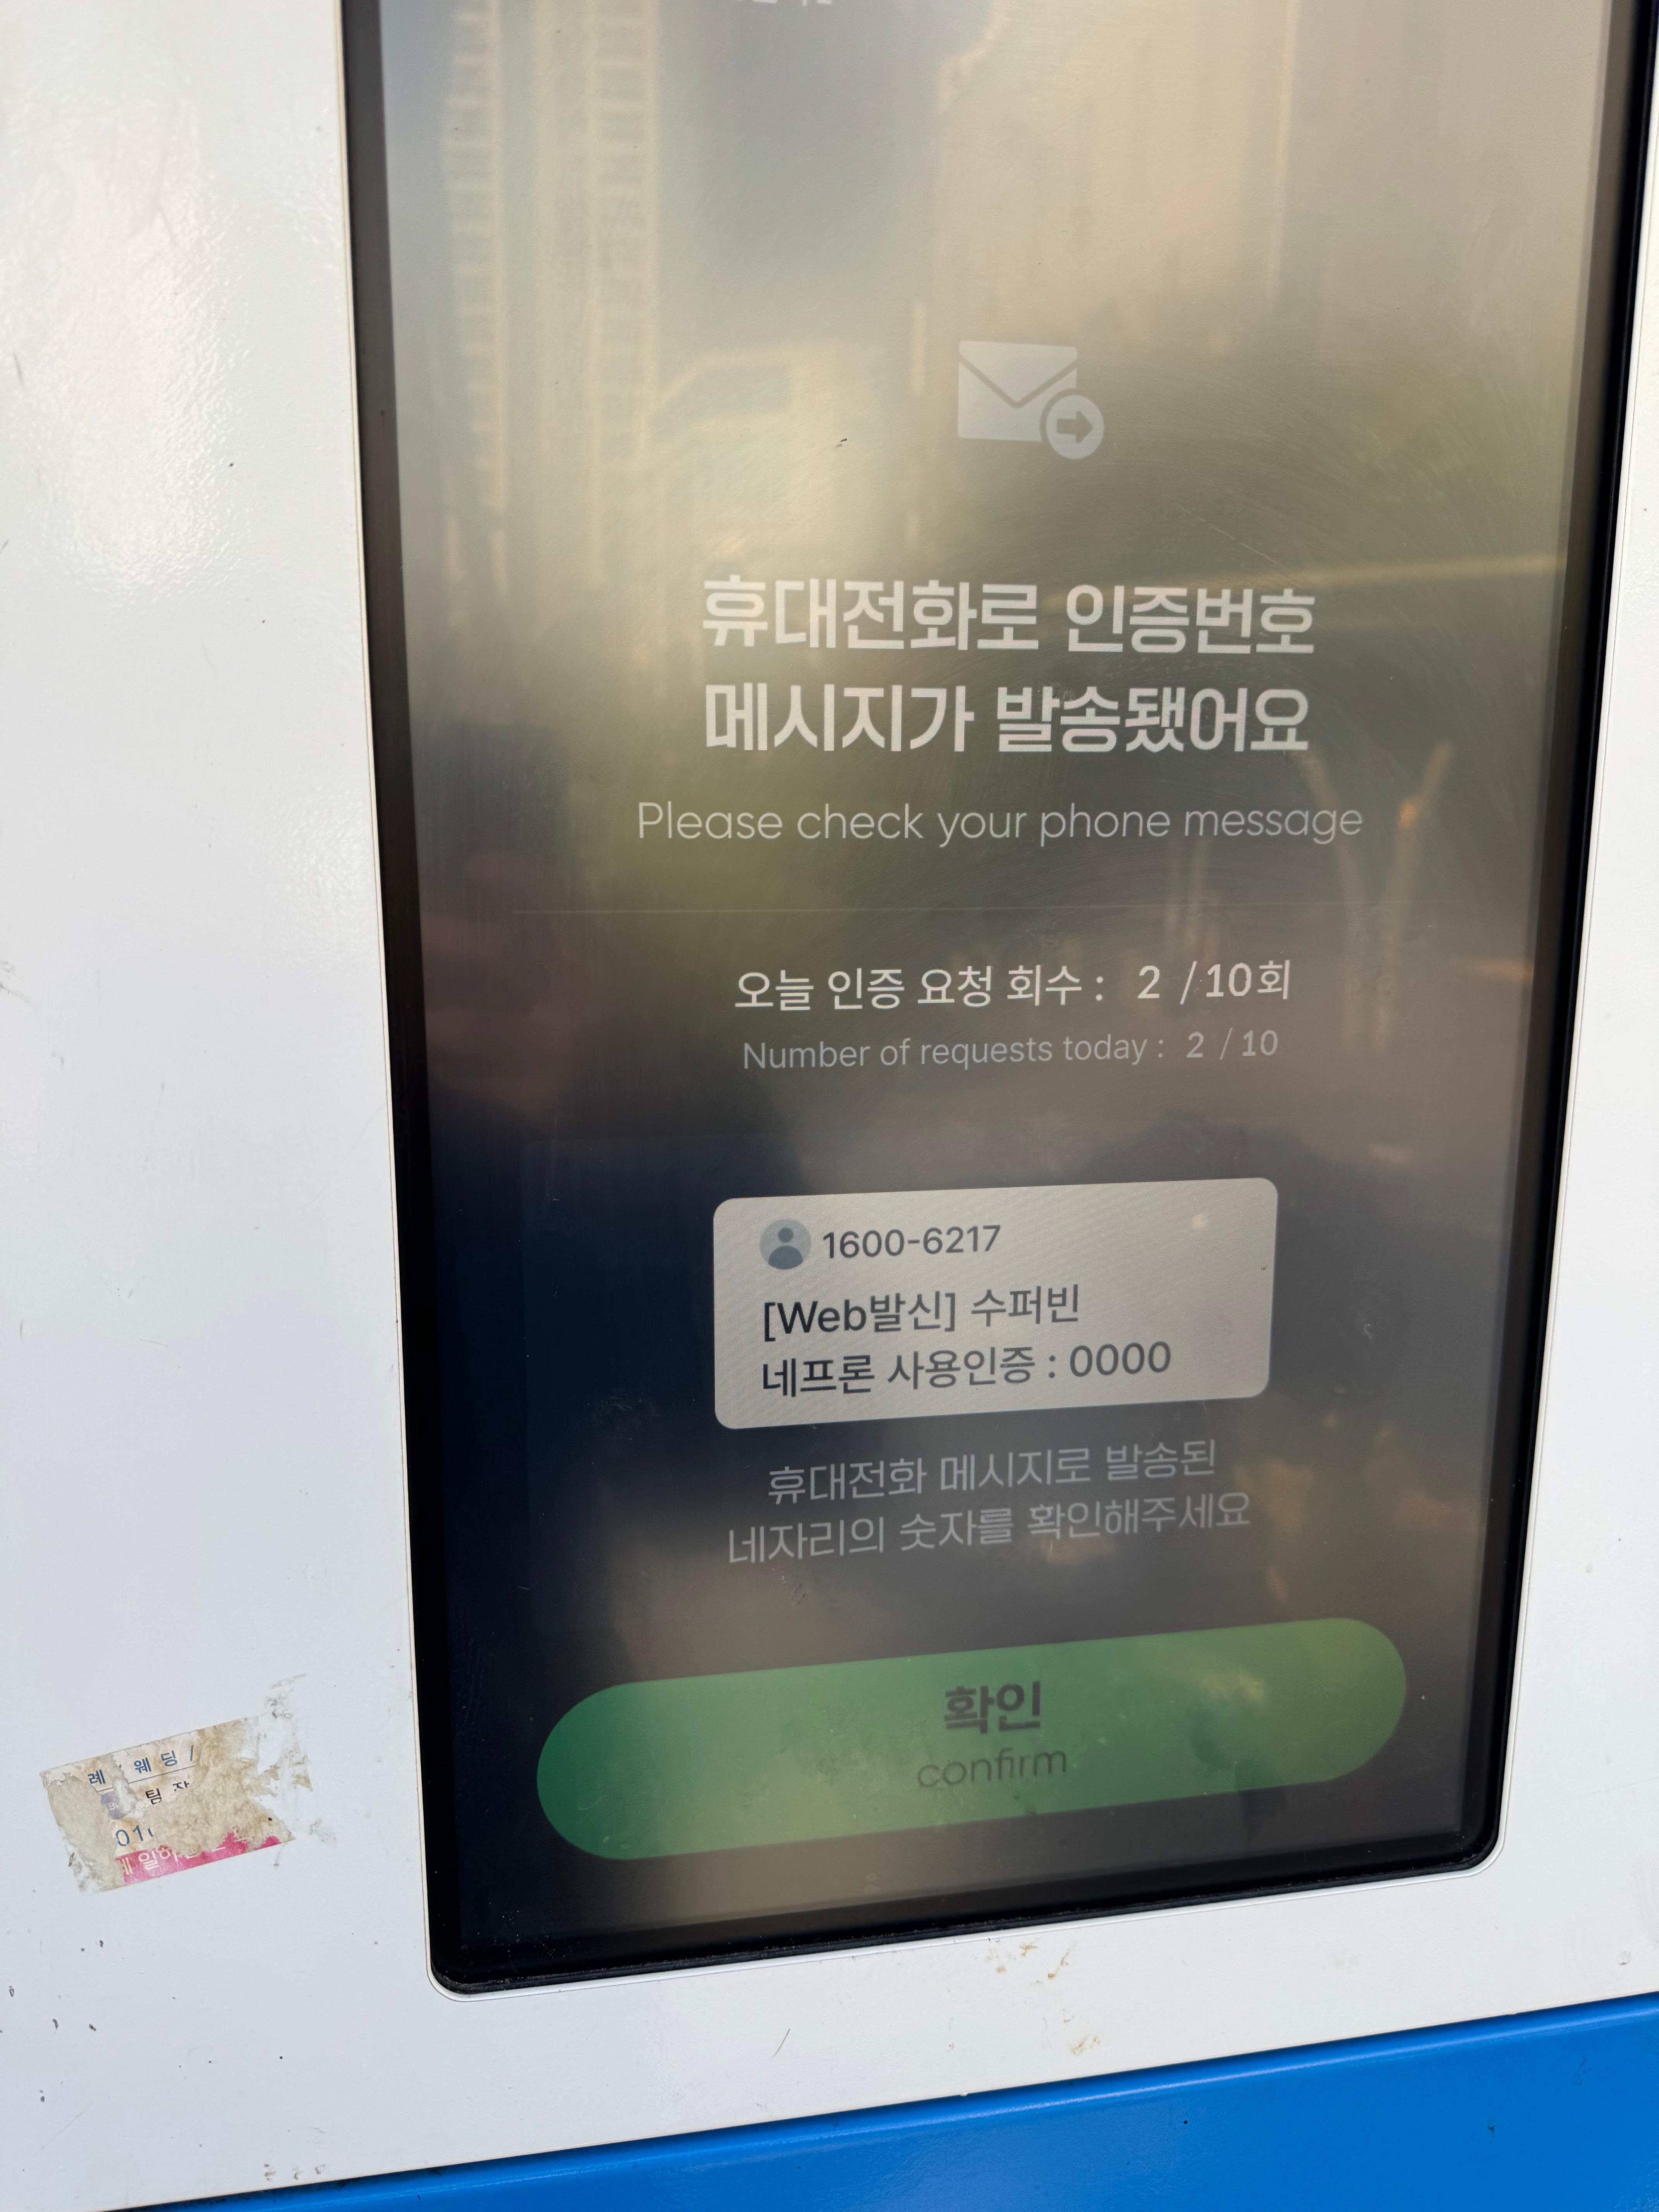 휴대전화로 인증번호
메시지가 발송됐어요
Please check your phone message
오늘 인증 요청 회수 : 2 / 10회
Number of requests today : 2 / 10
1600-6217
[Web발신] 수퍼빈
네프론 사용인증 : 0000
휴대전화 메시지로 발송된
네자리의 숫자를 확인해주세요
확인
confirm
웨딩 /
팀